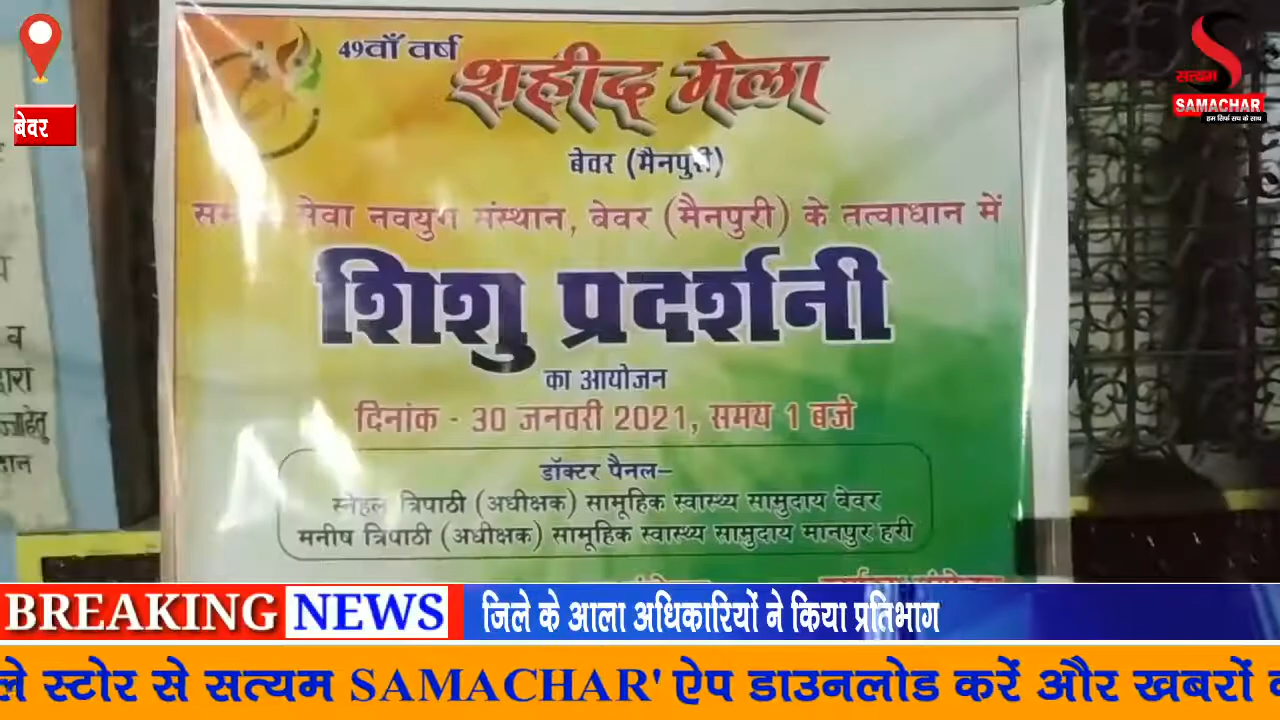 49वाँ वर्ष
शहीद मेला
बेवर (मैनपुरी)
सेवा नवयुग संस्थान, बेवर (मैनपुरी) के तत्वाधान में
शिशु प्रदर्शनी
का आयोजन
दिनांक - 30 जनवरी 2021, समय 1 बजे
डॉक्टर पैनल-
स्नेहल त्रिपाठी (अधीक्षक) सामूहिक स्वास्थ्य सामुदाय बेवर
मनीष त्रिपाठी (अधीक्षक) सामूहिक स्वास्थ्य सामुदाय मानपुर हरी
बेवर
सत्यम
SAMACHAR
हम सिर्फ सच के साथ
व
BREAKING NEWS
जिले के आला अधिकारियों ने किया प्रतिभाग
स्टोर से सत्यम SAMACHAR' ऐप डाउनलोड करें और खबरों